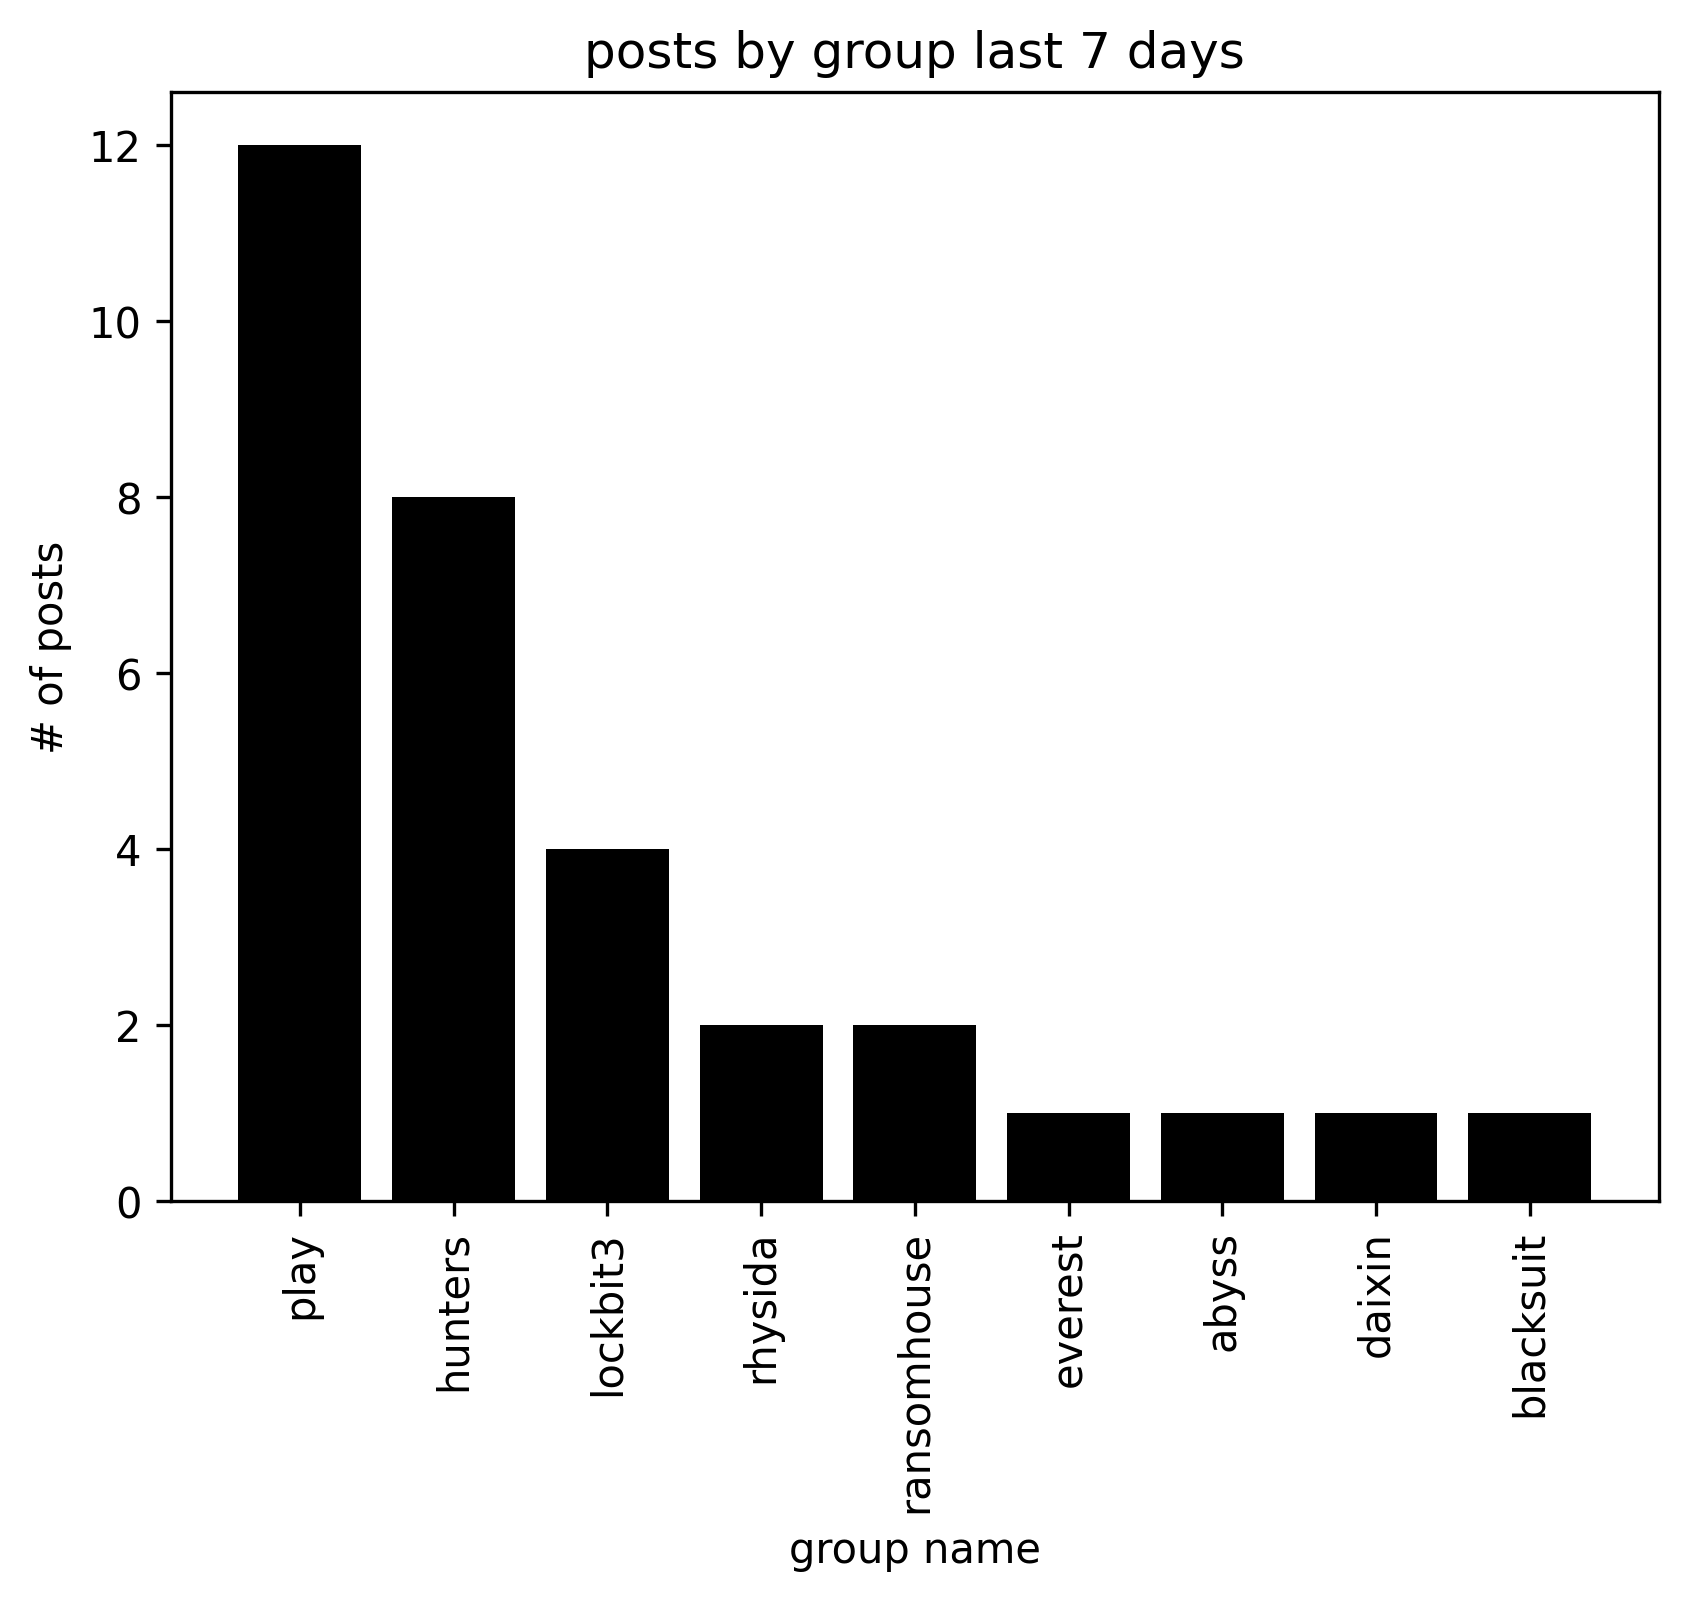 posts by group last 7 days
# of posts
12
10
8
6
4
2
0
play
hunters
lockbit3
rhysida
ransomhouse
everest
abyss
daixin
blacksuit
group name